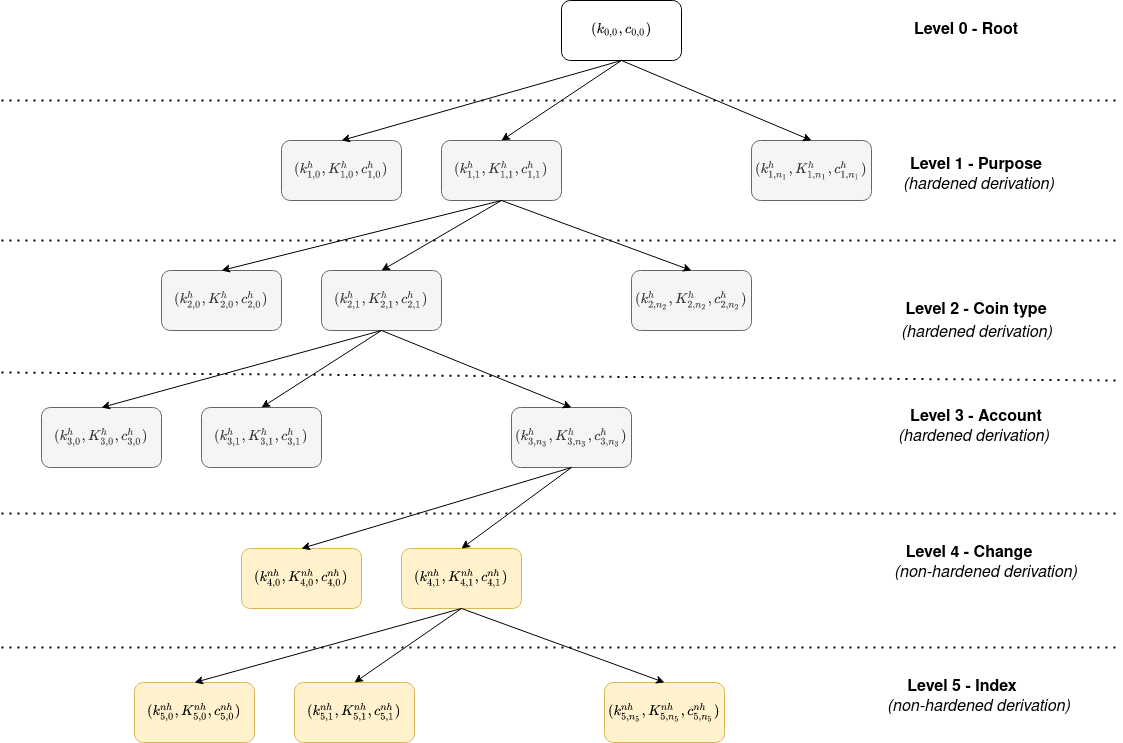 (k_{0,0}, c_{0,0})
Level 0 - Root
(k^h_{1,0}, K^h_{1,0}, c^h_{1,0})
(k^h_{1,1}, K^h_{1,1}, c^h_{1,1})
(k^h_{1,n_1}, K^h_{1,n_1}, c^h_{1,n_1})
Level 1 - Purpose
(hardened derivation)
(k^h_{2,0}, K^h_{2,0}, c^h_{2,0})
(k^h_{2,1}, K^h_{2,1}, c^h_{2,1})
(k^h_{2,n_2}, K^h_{2,n_2}, c^h_{2,n_2})
Level 2 - Coin type
(hardened derivation)
(k^h_{3,0}, K^h_{3,0}, c^h_{3,0})
(k^h_{3,1}, K^h_{3,1}, c^h_{3,1})
(k^h_{3,n_3}, K^h_{3,n_3}, c^h_{3,n_3})
Level 3 - Account
(hardened derivation)
(k^{nh}_{4,0}, K^{nh}_{4,0}, c^{nh}_{4,0})
(k^{nh}_{4,1}, K^{nh}_{4,1}, c^{nh}_{4,1})
Level 4 - Change
(non-hardened derivation)
(k^{nh}_{5,0}, K^{nh}_{5,0}, c^{nh}_{5,0})
(k^{nh}_{5,1}, K^{nh}_{5,1}, c^{nh}_{5,1})
(k^{nh}_{5,n_5}, K^{nh}_{5,n_5}, c^{nh}_{5,n_5})
Level 5 - Index
(non-hardened derivation)